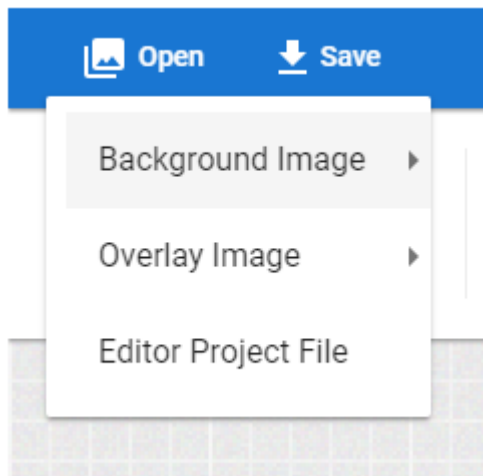 Open Save
Background Image
Overlay Image
Editor Project File